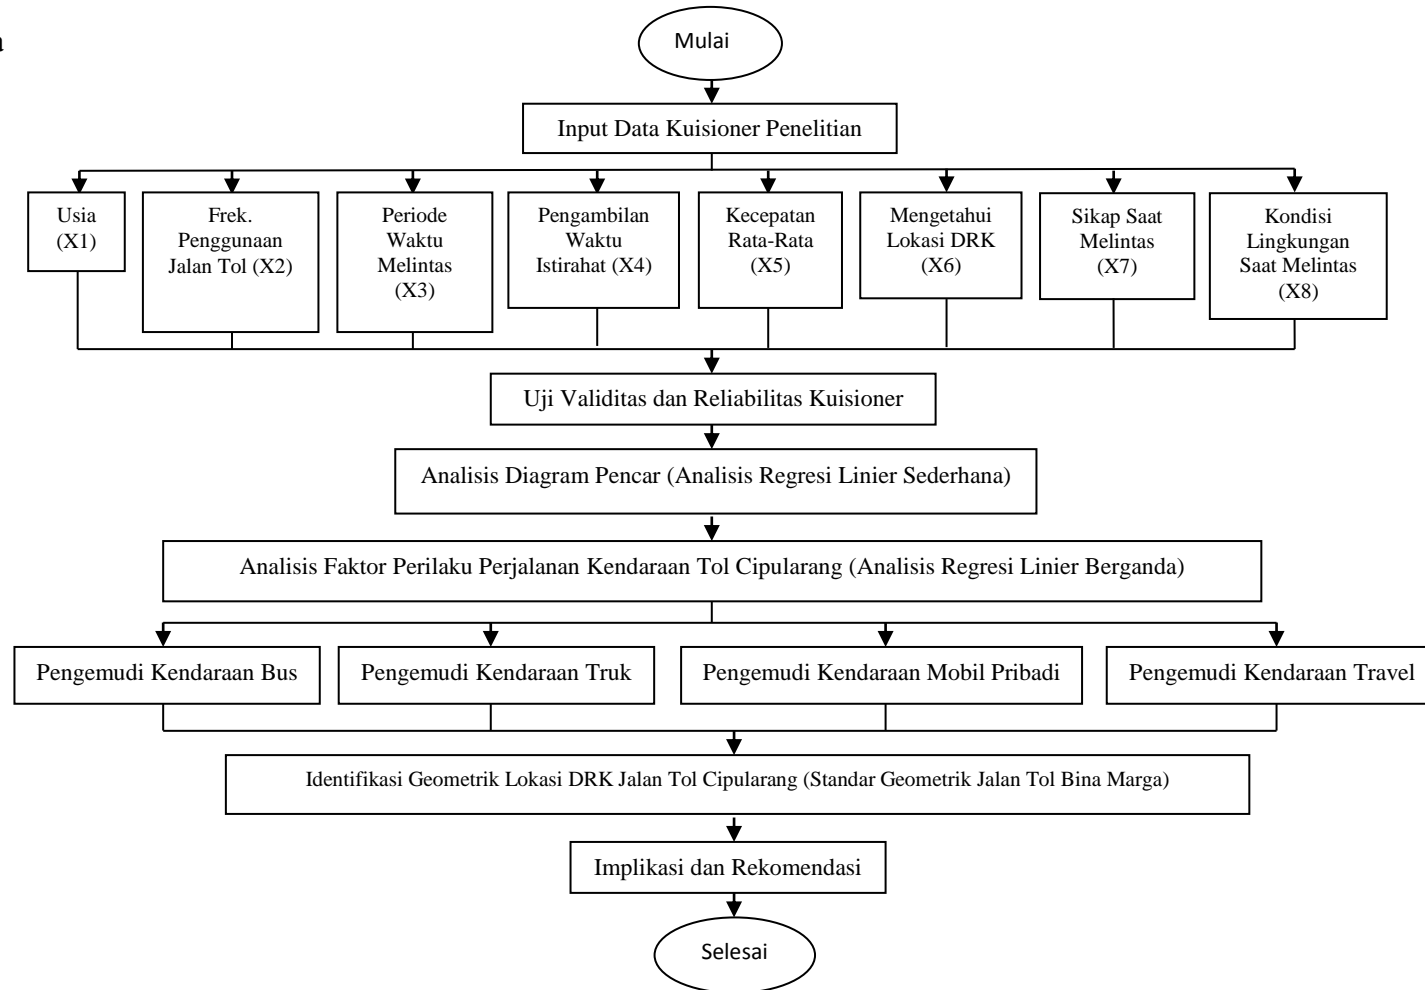 a
Mulai
Input Data Kuisioner Penelitian
Usia
(X1)
Frek.
Penggunaan
Jalan Tol (X2)
Periode
Waktu
Melintas
(X3)
Pengambilan
Waktu
Istirahat (X4)
Kecepatan
Rata-Rata
(X5)
Mengetahui
Lokasi DRK
(X6)
Sikap Saat
Melintas
(X7)
Kondisi
Lingkungan
Saat Melintas
(X8)
Uji Validitas dan Reliabilitas Kuisioner
Analisis Diagram Pencar (Analisis Regresi Linier Sederhana)
Analisis Faktor Perilaku Perjalanan Kendaraan Tol Cipularang (Analisis Regresi Linier Berganda)
Pengemudi Kendaraan Bus
Pengemudi Kendaraan Truk
Pengemudi Kendaraan Mobil Pribadi
Pengemudi Kendaraan Travel
Identifikasi Geometrik Lokasi DRK Jalan Tol Cipularang (Standar Geometrik Jalan Tol Bina Marga)
Implikasi dan Rekomendasi
Selesai